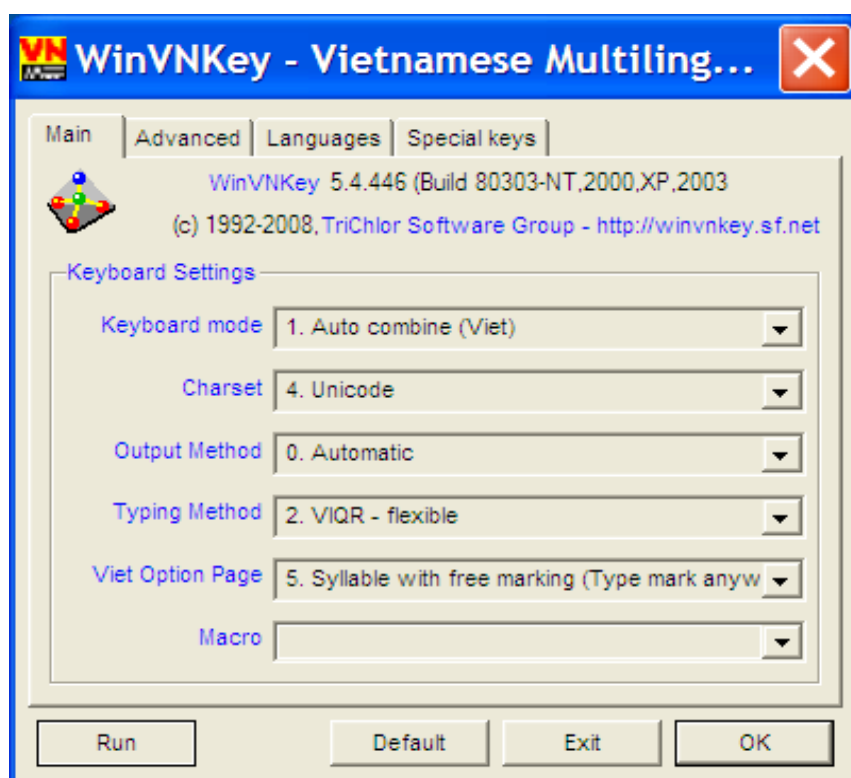 VN WinVNKey - Vietnamese Multiling...
Main Advanced Languages Special keys
WinVNKey 5.4.446 (Build 80303-NT,2000,XP,2003
(c) 1992-2008, TriChlor Software Group - http://winvnkey.sf.net
Keyboard Settings
Keyboard mode 1. Auto combine (Viet)
Charset 4. Unicode
Output Method 0. Automatic
Typing Method 2. VIQR - flexible
Viet Option Page 5. Syllable with free marking (Type mark anyw
Macro
Run Default Exit OK